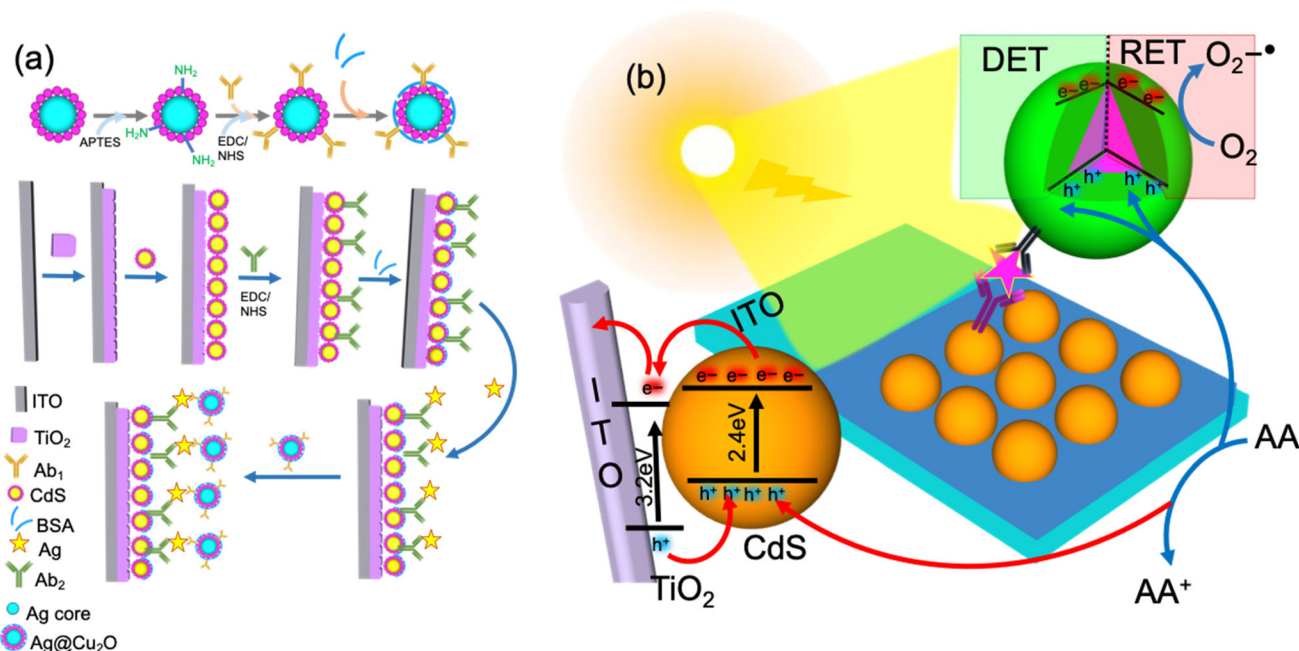 (a)
NH₂
H₂N
NH₂
APTES
EDC/
NHS
EDC/
NHS
ITO
TiO₂
Ab₁
CdS
BSA
Ag
Ab₂
Ag core
Ag@Cu₂O
(b)
DET
RET
O₂−•
e− e− e− e−
O₂
h⁺ h⁺ h⁺ h⁺
ITO
I
T
O
e−
e− e− e− e−
3.2eV
2.4eV
h⁺ h⁺ h⁺ h⁺
h⁺
CdS
TiO₂
AA
AA⁺